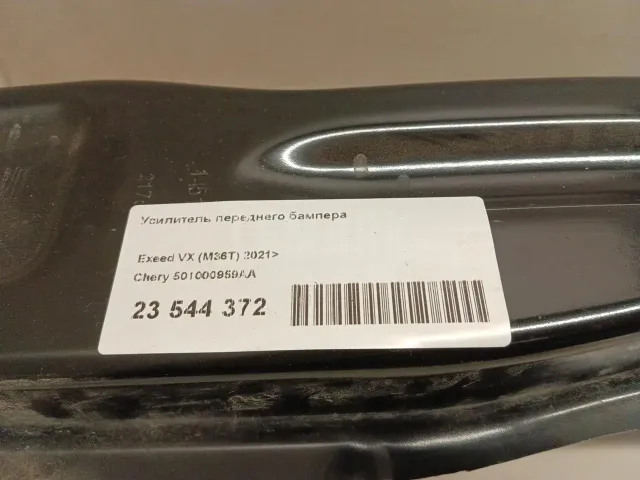 Усилитель переднего бампера
Exeed VX (M36T) 2021>
Chery 501000959AA
23 544 372